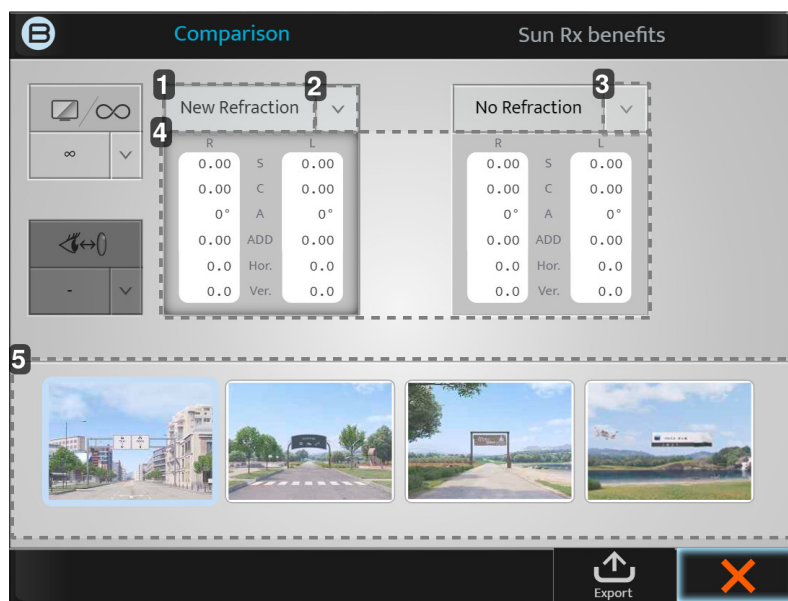 B Comparison Sun Rx benefits
1 2 3
New Refraction No Refraction
/∞
4
R L R L
∞
0.00 S 0.00 0.00 S 0.00
0.00 C 0.00 0.00 C 0.00
0° A 0° 0° A 0°
0.00 ADD 0.00 0.00 ADD 0.00
0.0 Hor. 0.0 0.0 Hor. 0.0
- 0.0 Ver. 0.0 0.0 Ver. 0.0
5
Export